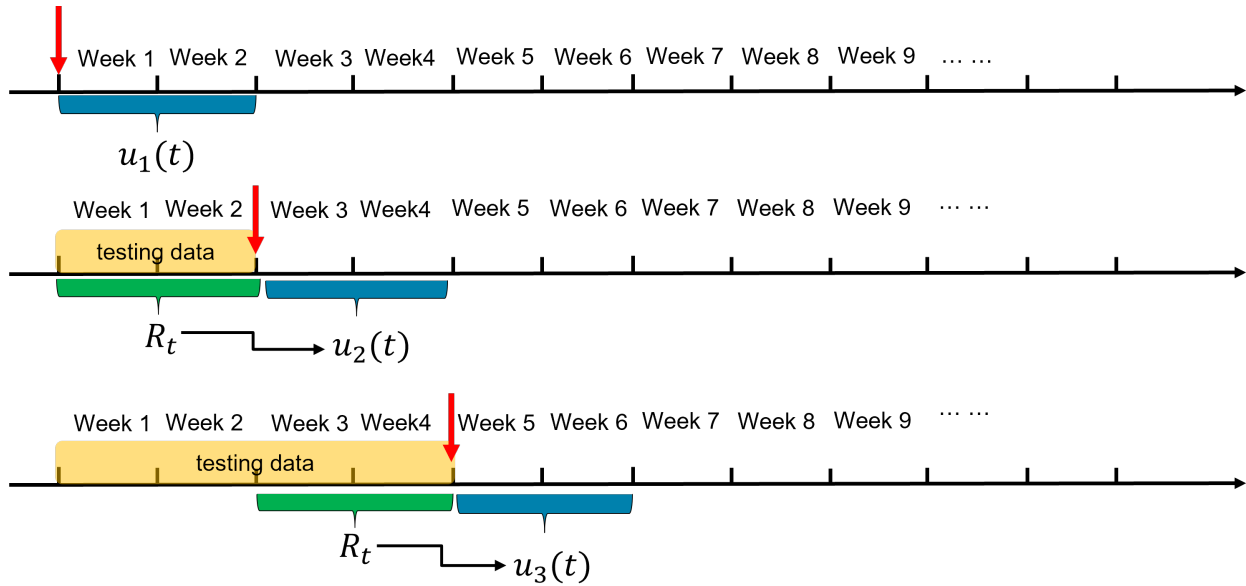 Week 1 Week 2 Week 3 Week4 Week 5 Week 6 Week 7 Week 8 Week 9 … …
u₁(t)
Week 1 Week 2 Week 3 Week4 Week 5 Week 6 Week 7 Week 8 Week 9 … …
testing data
Rₜ u₂(t)
Week 1 Week 2 Week 3 Week4 Week 5 Week 6 Week 7 Week 8 Week 9 … …
testing data
Rₜ u₃(t)